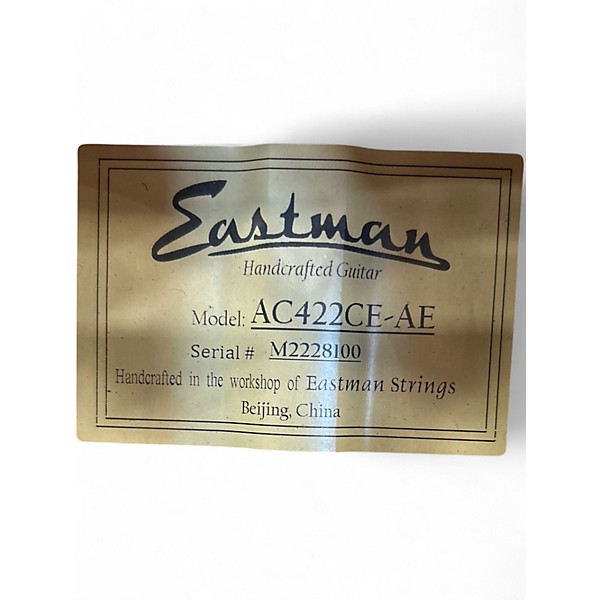 Eastman
Handcrafted Guitar
Model: AC422CE-AE
Serial # M2228100
Handcrafted in the workshop of Eastman Strings
Beijing, China